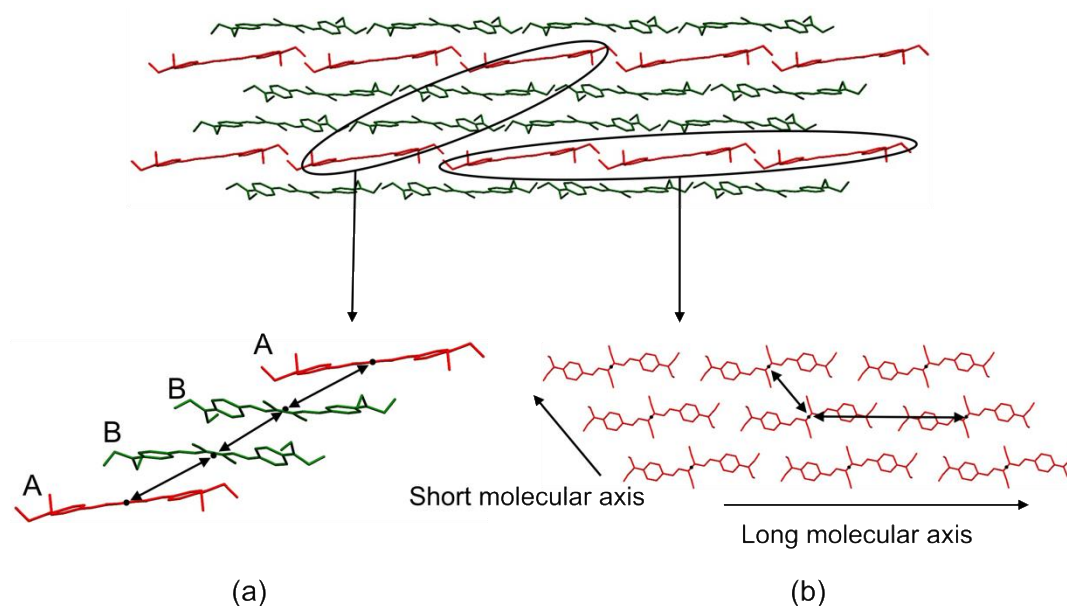 A
B
B
A
Short molecular axis
Long molecular axis
(a)
(b)